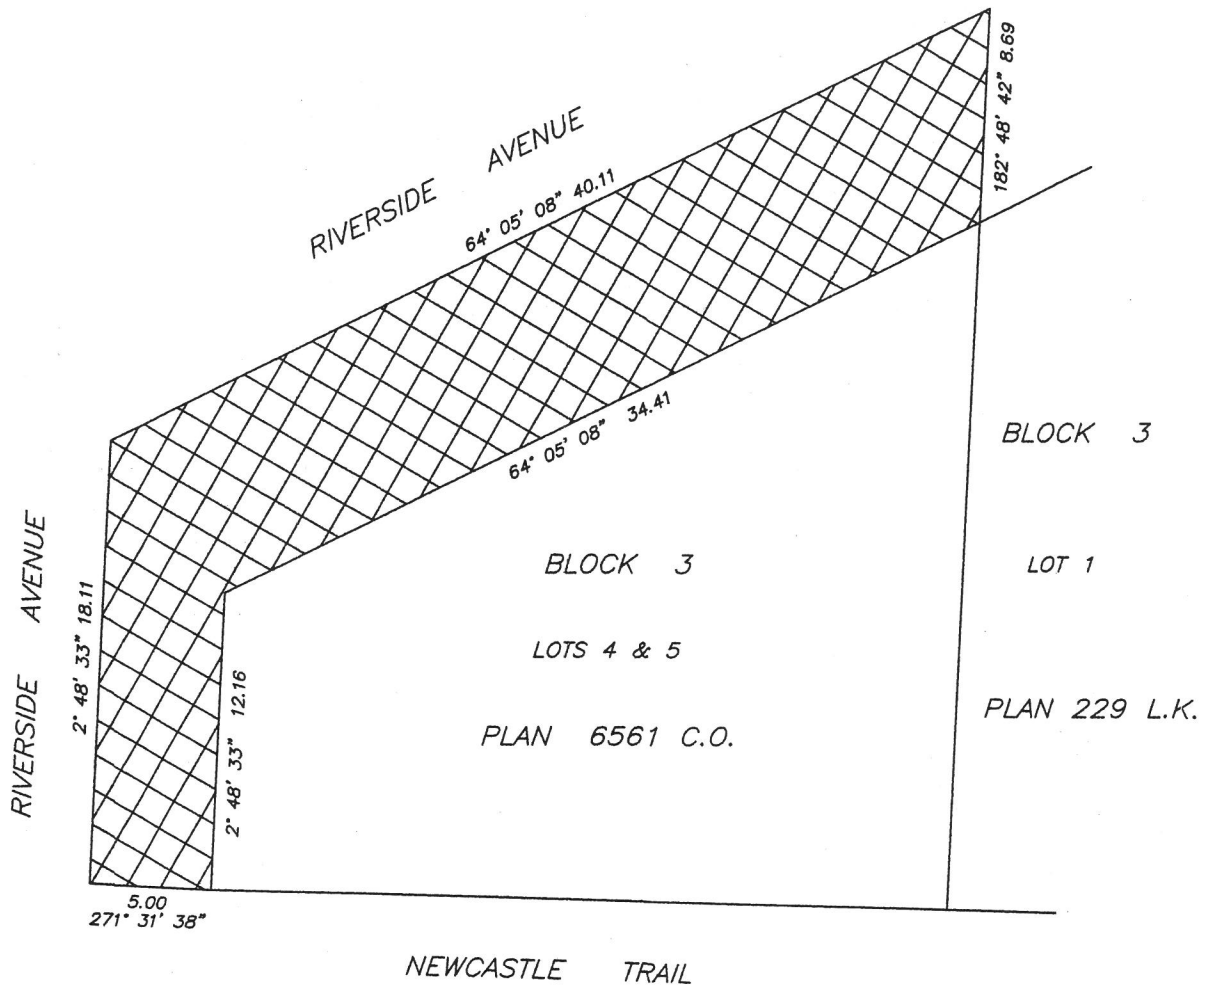 182° 48' 42" 8.69
RIVERSIDE AVENUE
64° 05' 08" 40.11
64° 05' 08" 34.41
BLOCK 3
LOT 1
PLAN 229 L.K.
BLOCK 3
LOTS 4 & 5
PLAN 6561 C.O.
RIVERSIDE AVENUE
2° 48' 33" 18.11
2° 48' 33" 12.16
5.00
271° 31' 38"
NEWCASTLE TRAIL